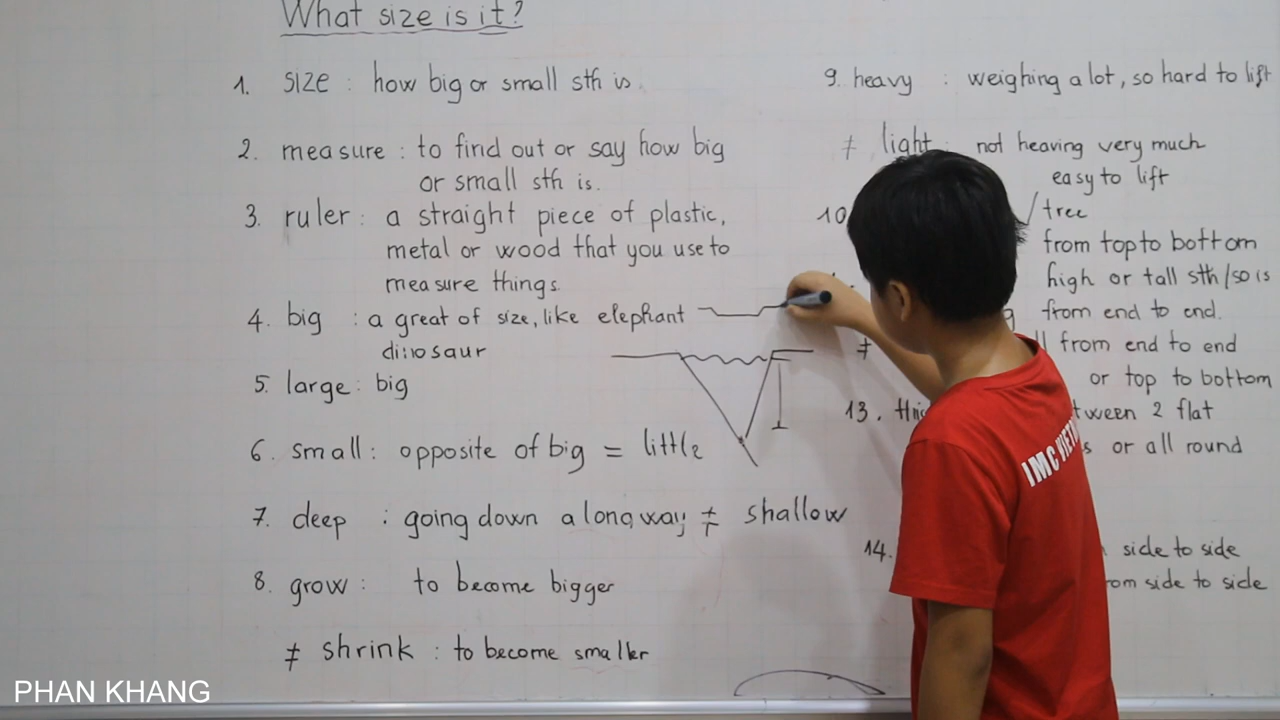 What size is it?
1. size : how big or small sth is.
2. measure : to find out or say how big
or small sth is.
3. ruler : a straight piece of plastic,
metal or wood that you use to
measure things.
4. big : a great of size, like elephant
dinosaur
5. large : big
6. small : opposite of big = little
7. deep : going down a long way ≠ shallow
8. grow : to become bigger
≠ shrink : to become smaller
9. heavy : weighing a lot, so hard to lift
≠ light : not heaving very much
easy to lift
10
tree
from top to bottom
high or tall sth/so is
from end to end.
≠ from end to end
or top to bottom
13. 2 flat
or all round
14. side to side
from side to side
IMC
PHAN KHANG